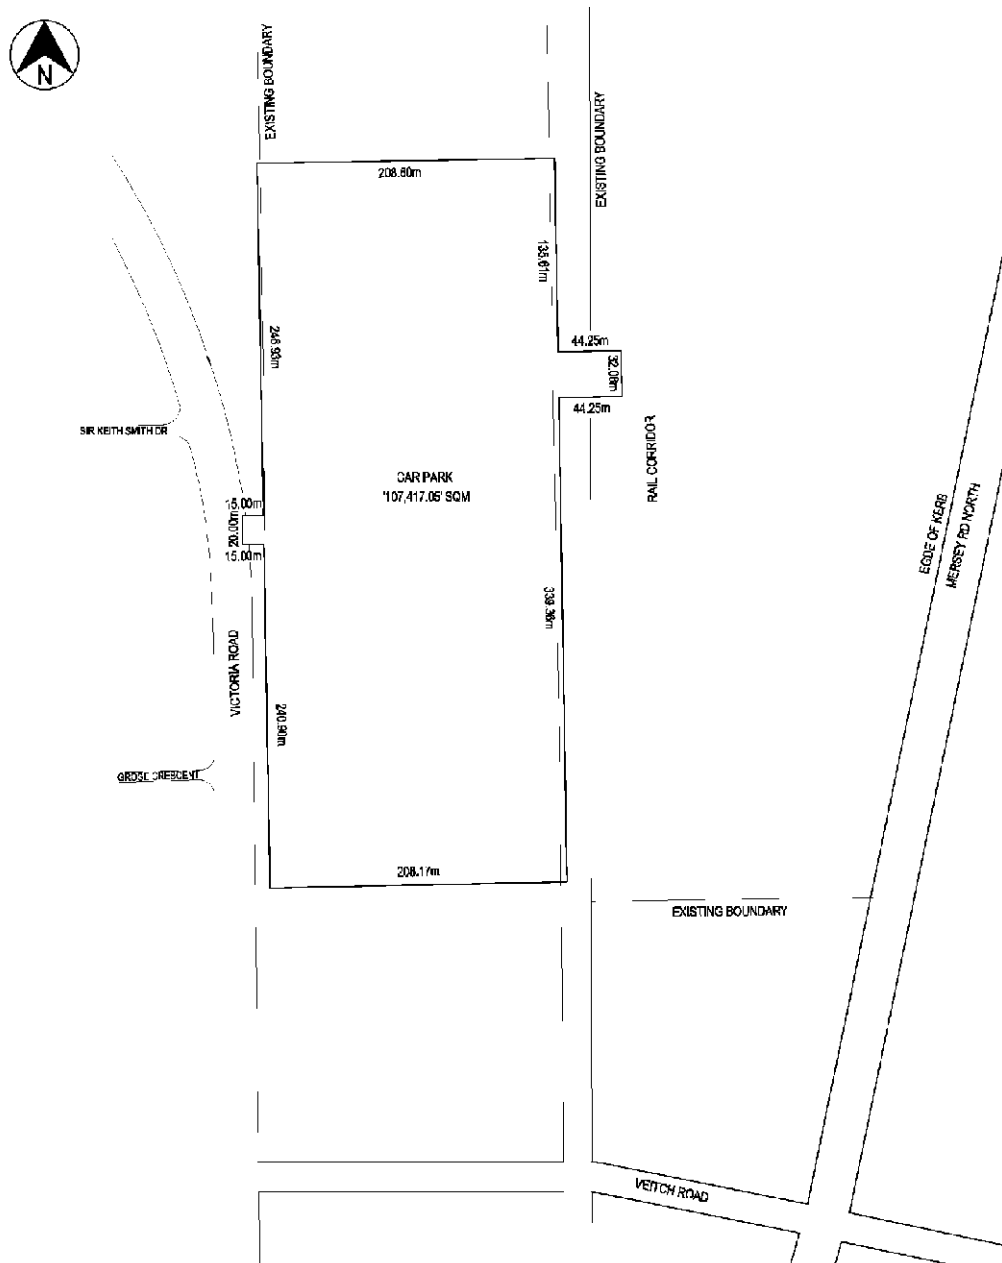 N
EXISTING BOUNDARY
EXISTING BOUNDARY
208.60m
135.61m
246.93m
44.25m
32.08m
44.25m
SIR KEITH SMITH DR
RAIL CORRIDOR
CAR PARK
'107,417.05' SQM
15.00m
20.00m
15.00m
EGDE OF KERB
MERSEY RD NORTH
339.36m
VICTORIA ROAD
240.90m
GROSE CRESCENT
208.17m
EXISTING BOUNDARY
VEITCH ROAD